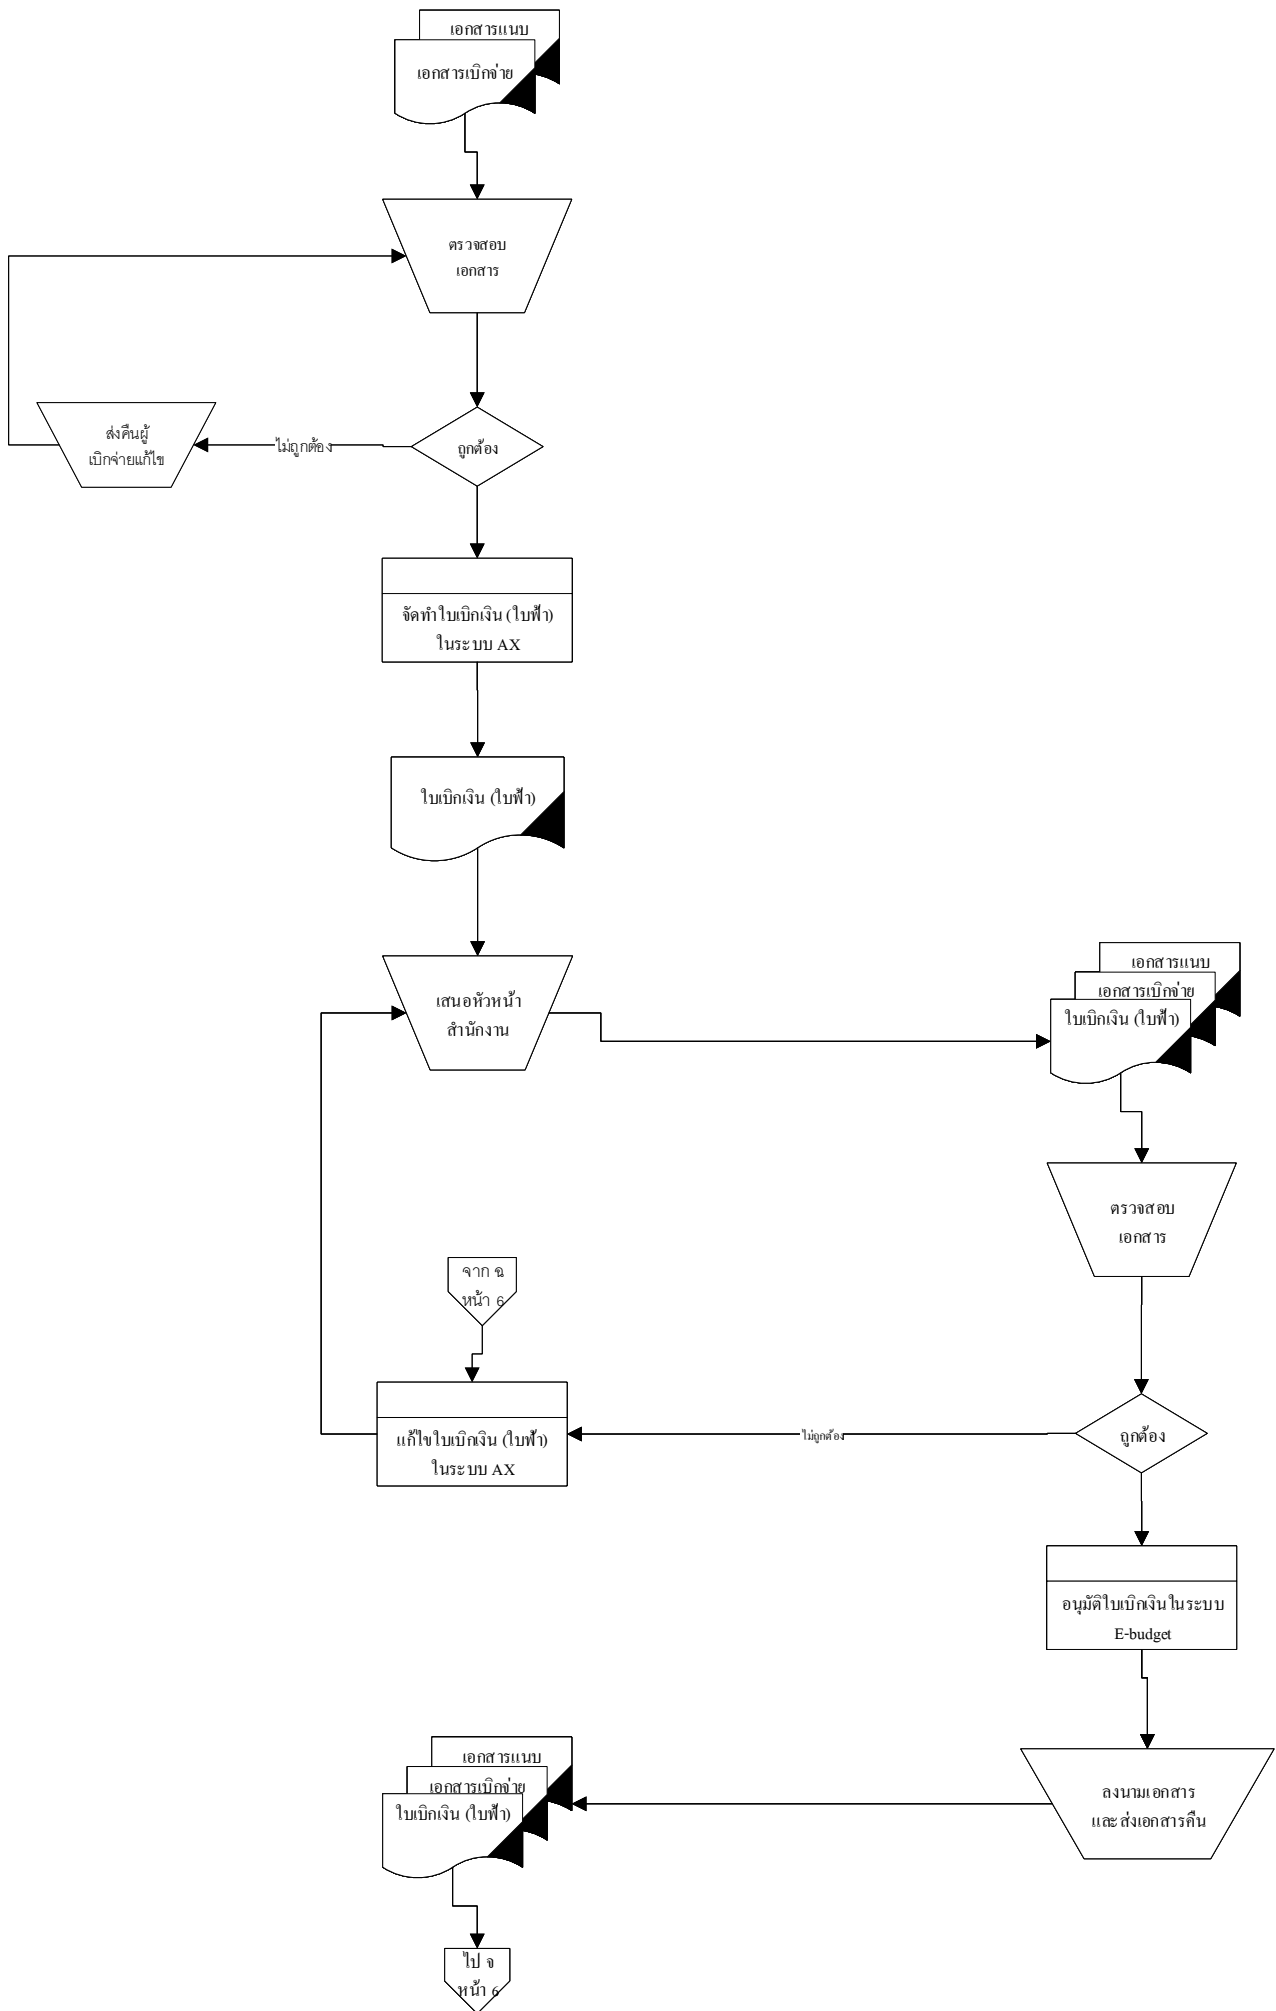 เอกสารแนบ
เอกสารเบิกจ่าย
ตรวจสอบ
เอกสาร
ส่งคืนผู้
เบิกจ่ายแก้ไข
ไม่ถูกต้อง
ถูกต้อง
จัดทำใบเบิกเงิน (ใบฟ้า)
ในระบบ AX
ใบเบิกเงิน (ใบฟ้า)
เสนอหัวหน้า
สำนักงาน
เอกสารแนบ
เอกสารเบิกจ่าย
ใบเบิกเงิน (ใบฟ้า)
ตรวจสอบ
เอกสาร
จาก ฉ
หน้า 6
แก้ไขใบเบิกเงิน (ใบฟ้า)
ในระบบ AX
ไม่ถูกต้อง
ถูกต้อง
อนุมัติใบเบิกเงินในระบบ
E-budget
ลงนามเอกสาร
และส่งเอกสารคืน
เอกสารแนบ
เอกสารเบิกจ่าย
ใบเบิกเงิน (ใบฟ้า)
ไป จ
หน้า 6